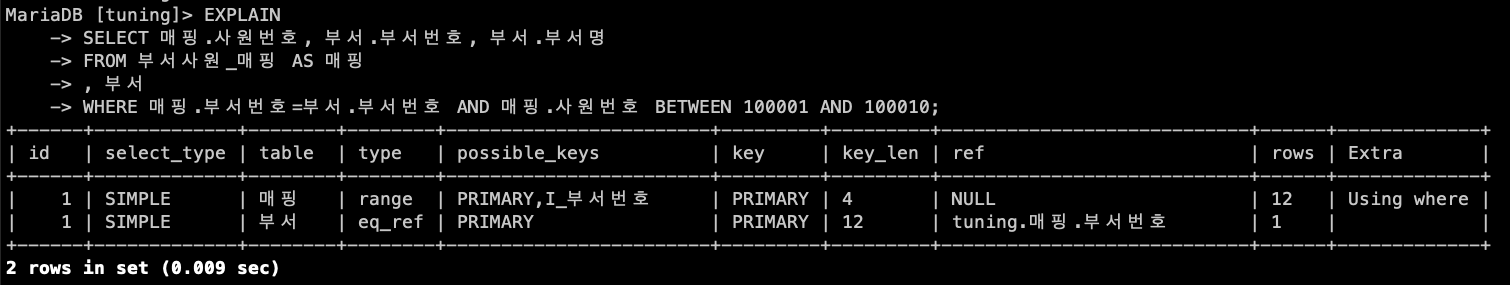 MariaDB [tuning]> EXPLAIN
    -> SELECT 매핑.사원번호, 부서.부서번호, 부서.부서명
    -> FROM 부서사원_매핑 AS 매핑
    -> , 부서
    -> WHERE 매핑.부서번호=부서.부서번호 AND 매핑.사원번호 BETWEEN 100001 AND 100010;
+------+-------------+--------+--------+-----------------------+---------+---------+---------------------------+------+-------------+
| id   | select_type | table  | type   | possible_keys         | key     | key_len | ref                       | rows | Extra       |
+------+-------------+--------+--------+-----------------------+---------+---------+---------------------------+------+-------------+
|    1 | SIMPLE      | 매핑   | range  | PRIMARY,I_부서번호    | PRIMARY | 4       | NULL                      | 12   | Using where |
|    1 | SIMPLE      | 부서   | eq_ref | PRIMARY               | PRIMARY | 12      | tuning.매핑.부서번호      | 1    |             |
+------+-------------+--------+--------+-----------------------+---------+---------+---------------------------+------+-------------+
2 rows in set (0.009 sec)